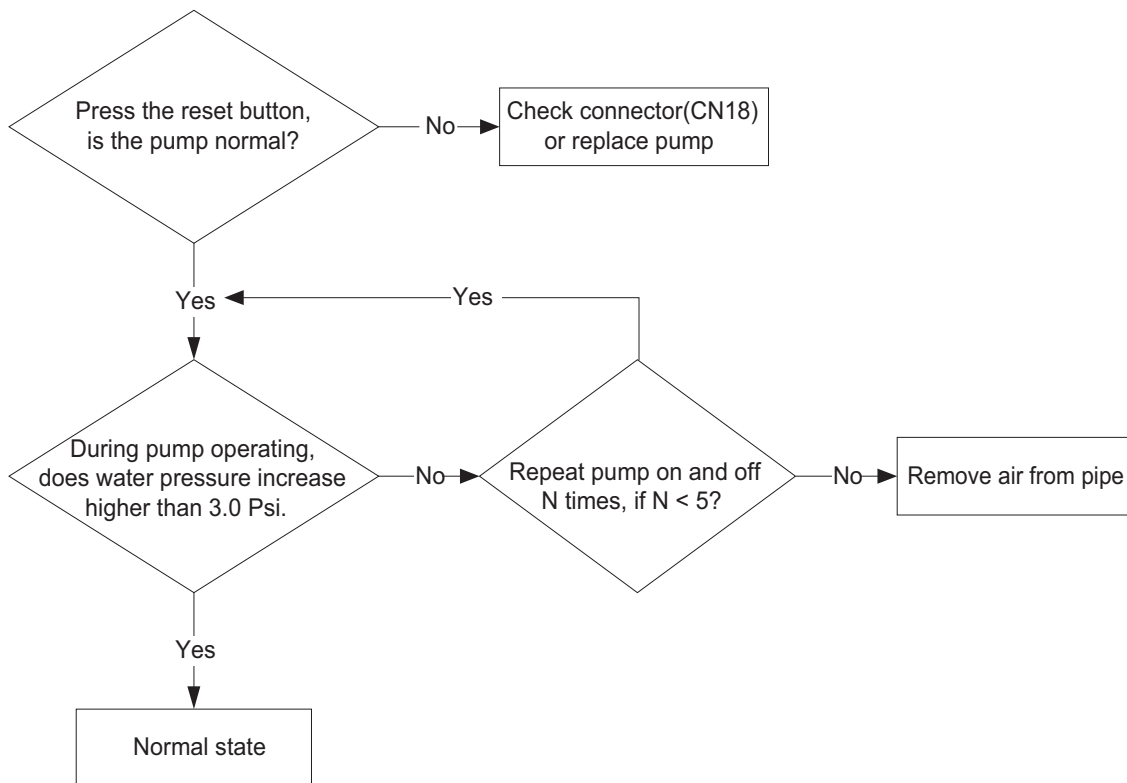 Press the reset button,
is the pump normal?
No
Check connector(CN18)
or replace pump
Yes
Yes
During pump operating,
does water pressure increase
higher than 3.0 Psi.
No
Repeat pump on and off
N times, if N < 5?
No
Remove air from pipe
Yes
Normal state